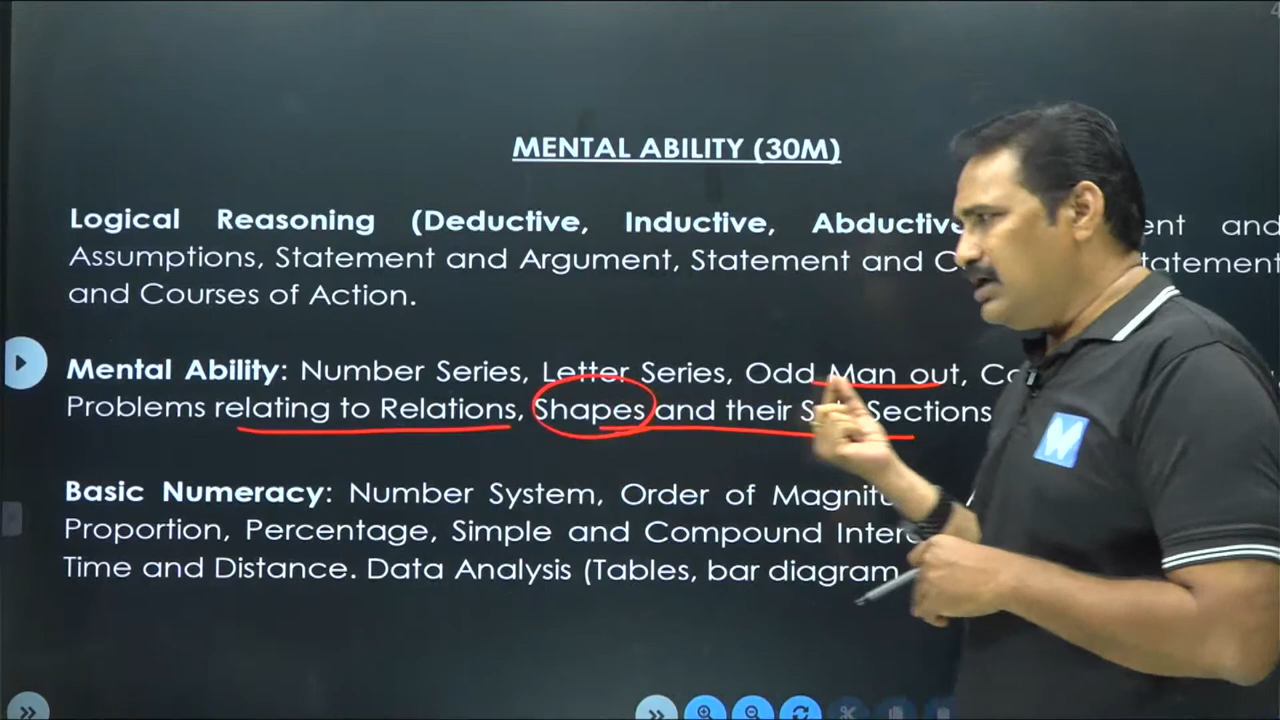 MENTAL ABILITY (30M)
Logical Reasoning (Deductive, Inductive, Abductive and
Assumptions, Statement and Argument, Statement and
and Courses of Action.
Mental Ability: Number Series, Letter Series, Odd Man out,
Problems relating to Relations, Shapes and their Sections
Basic Numeracy: Number System, Order of
Proportion, Percentage, Simple and Compound
Time and Distance. Data Analysis (Tables, bar diagram
W